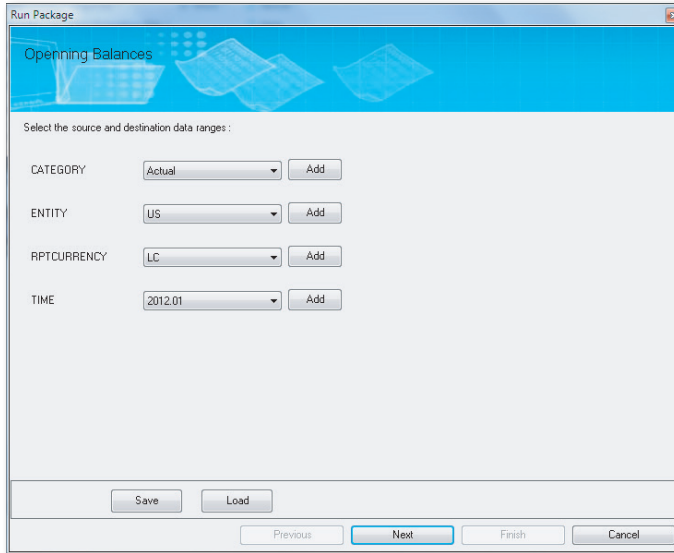 Run Package
Openning Balances
Select the source and destination data ranges :
CATEGORY Actual Add
ENTITY US Add
RPTCURRENCY LC Add
TIME 2012.01 Add
Save Load
Previous Next Finish Cancel